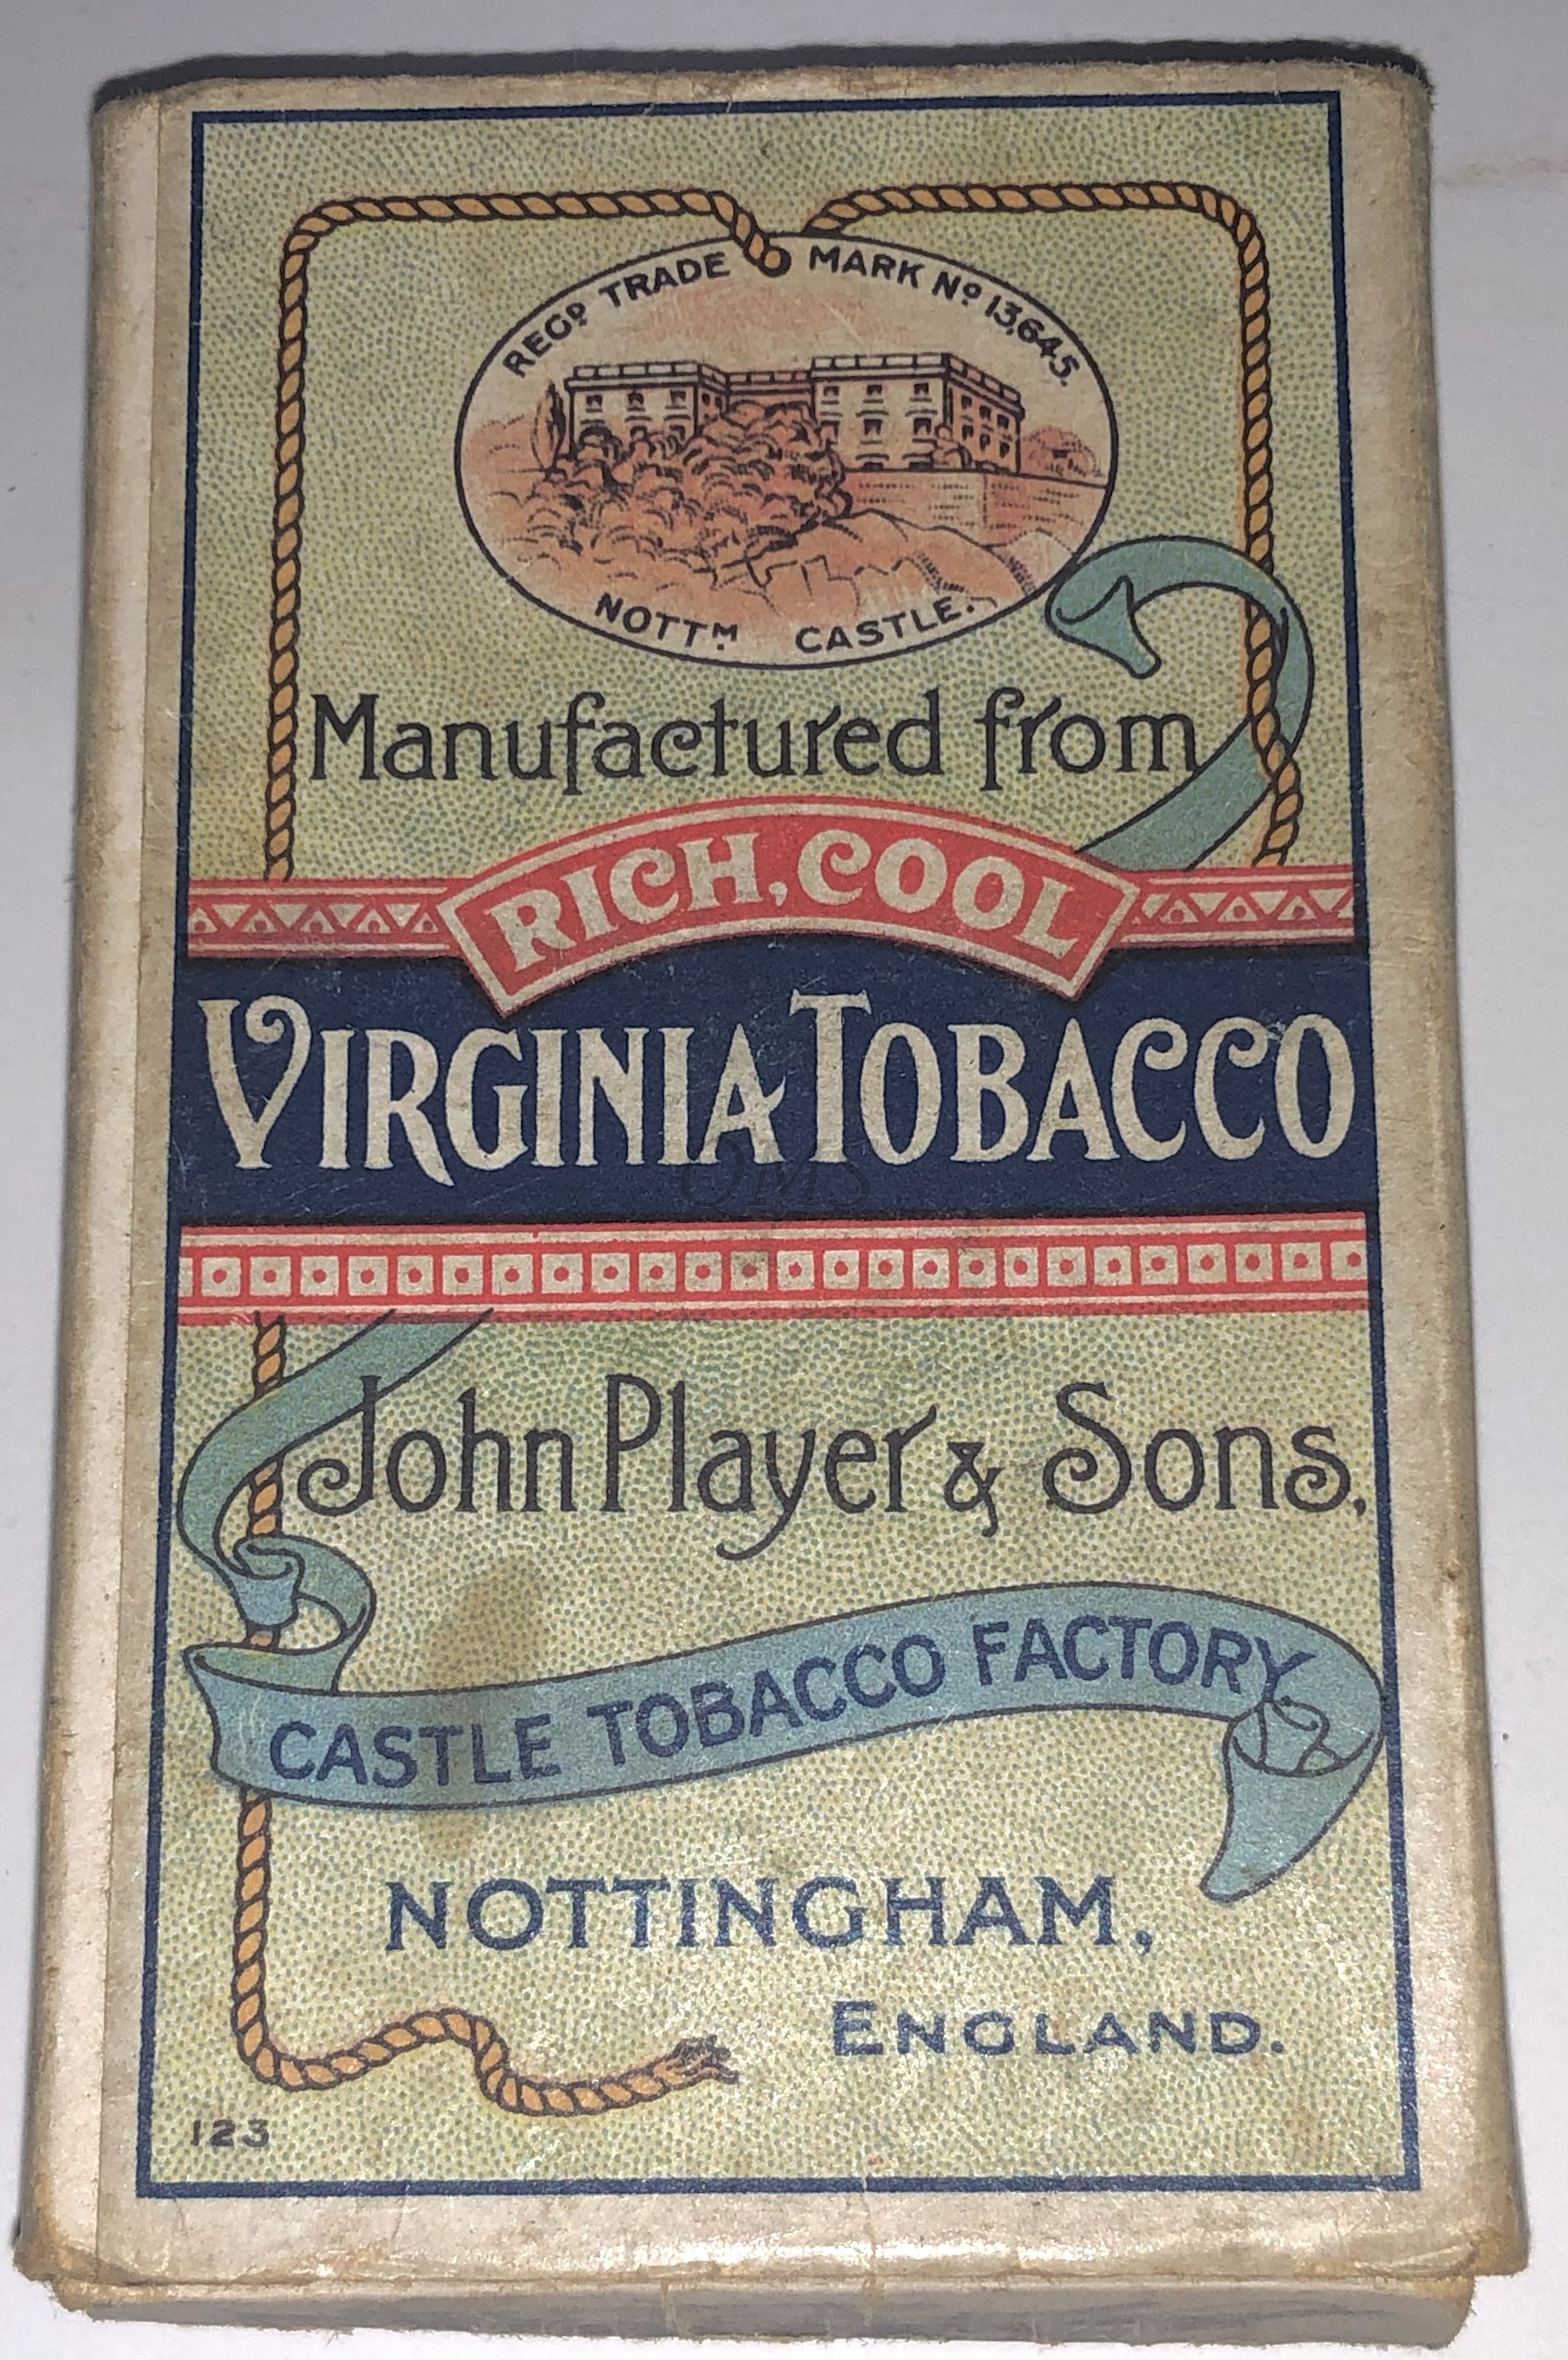 REGD TRADE MARK No 13,645.
NOTTM CASTLE.
Manufactured from
RICH, COOL
VIRGINIA TOBACCO
QMS
John Player & Sons,
CASTLE TOBACCO FACTORY
NOTTINGHAM,
ENGLAND.
123